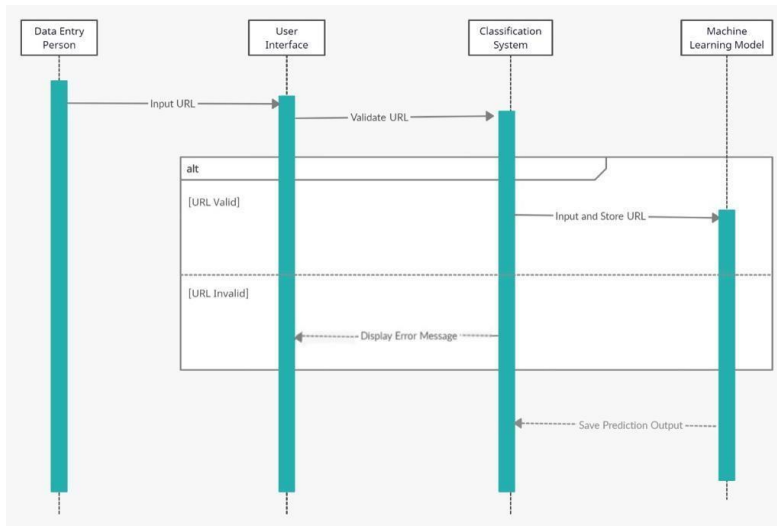 Data Entry
Person
User
Interface
Classification
System
Machine
Learning Model
Input URL
Validate URL
alt
[URL Valid]
Input and Store URL
[URL Invalid]
Display Error Message
Save Prediction Output